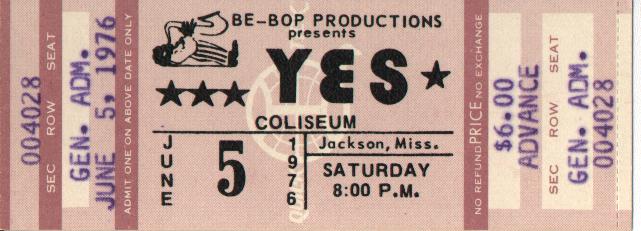 004028
SEC ROW SEAT
GEN. ADM.
JUNE 5, 1976
ADMIT ONE ON ABOVE DATE ONLY
BE-BOP PRODUCTIONS
presents
YES
COLISEUM
JUNE
5
1976
Jackson, Miss.
SATURDAY
8:00 P.M.
NO REFUND PRICE NO EXCHANGE
$6.00
ADVANCE
SEC ROW SEAT
GEN. ADM.
004028